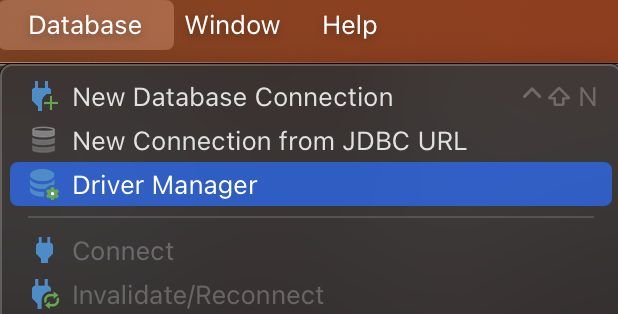 Database Window Help
New Database Connection ⌃⇧N
New Connection from JDBC URL
Driver Manager
Connect
Invalidate/Reconnect